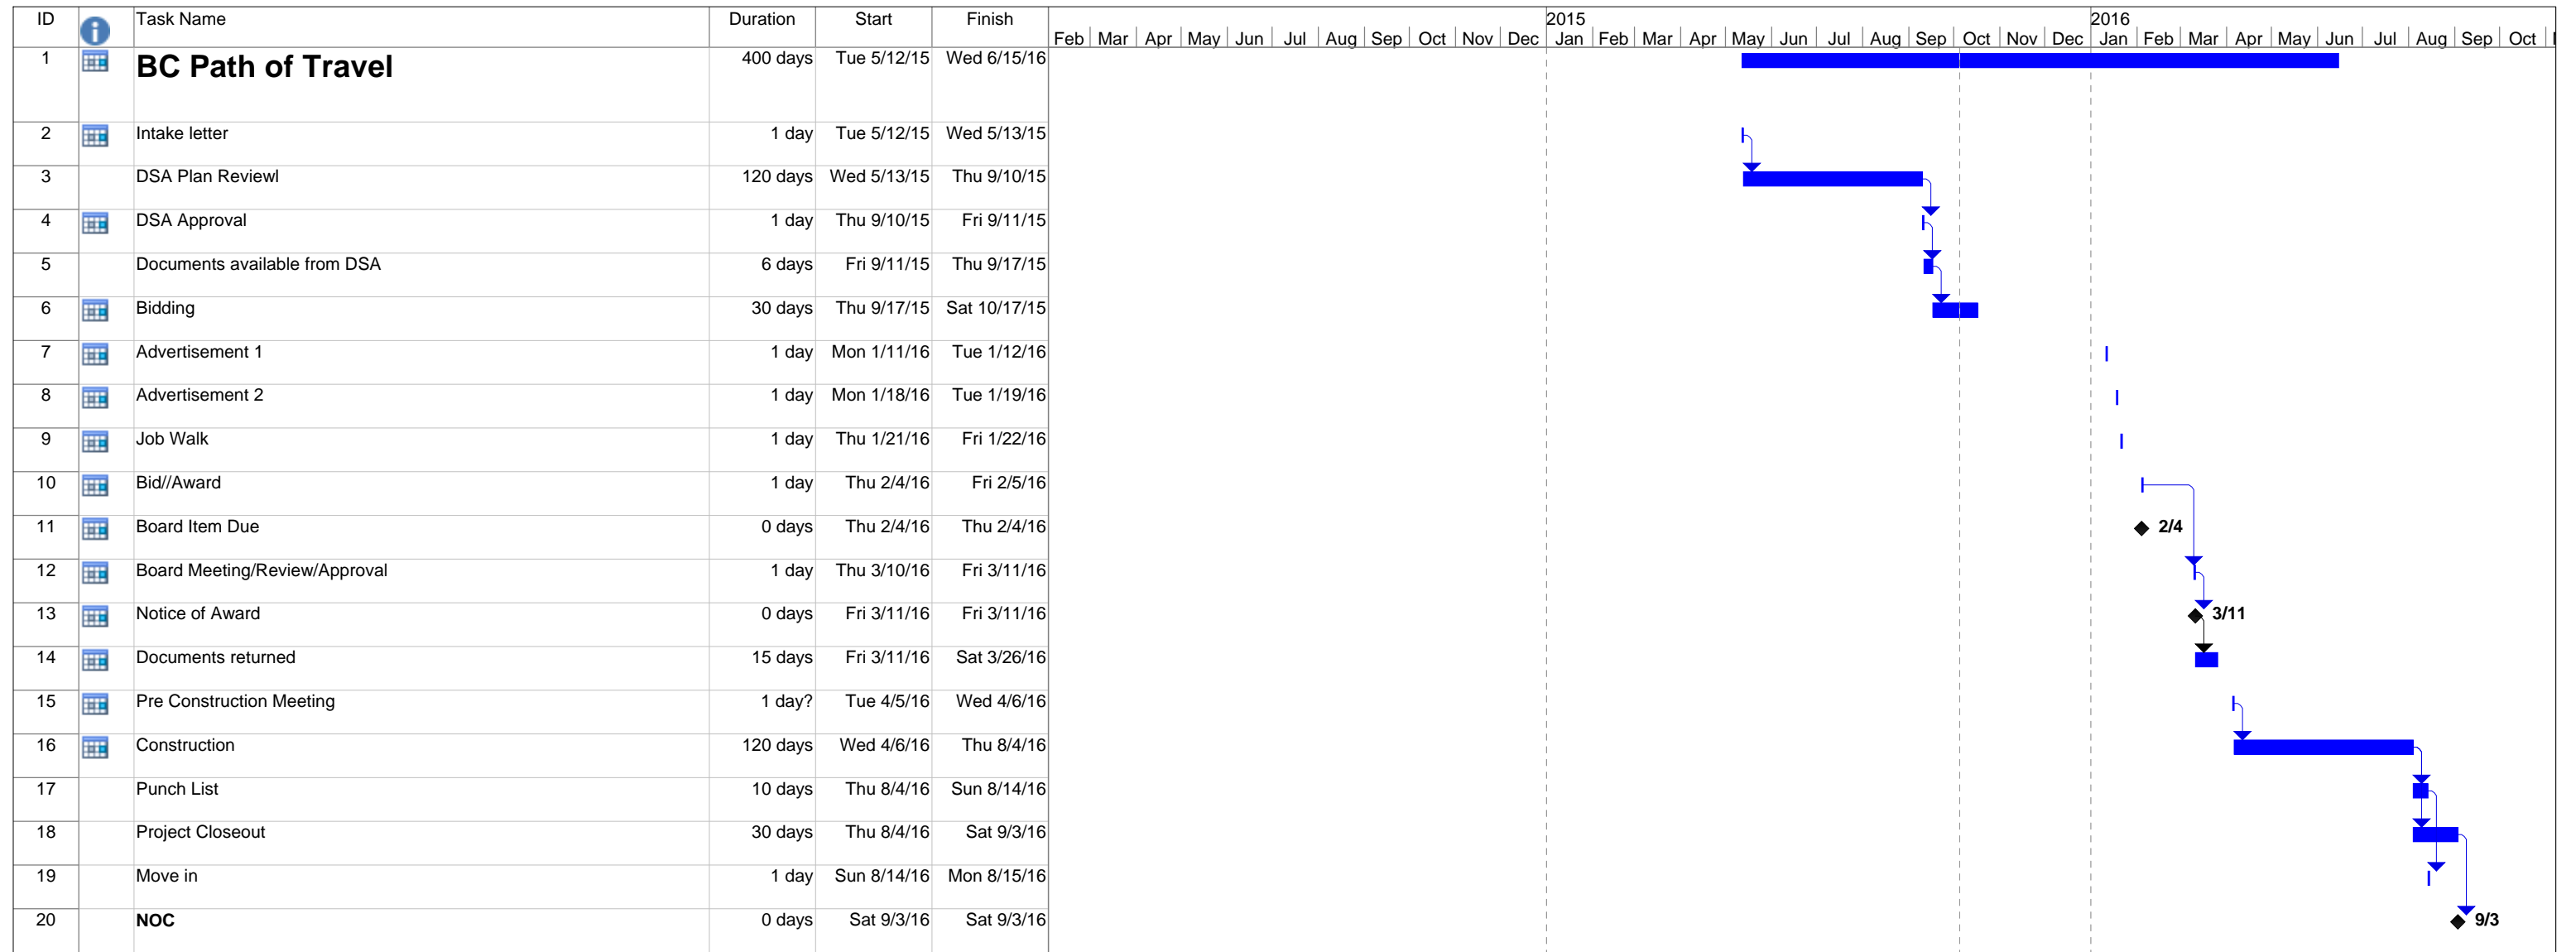 ID Task Name Duration Start Finish 2015 2016
Feb Mar Apr May Jun Jul Aug Sep Oct Nov Dec Jan Feb Mar Apr May Jun Jul Aug Sep Oct Nov Dec Jan Feb Mar Apr May Jun Jul Aug Sep Oct
1 BC Path of Travel 400 days Tue 5/12/15 Wed 6/15/16
2 Intake letter 1 day Tue 5/12/15 Wed 5/13/15
3 DSA Plan Reviewl 120 days Wed 5/13/15 Thu 9/10/15
4 DSA Approval 1 day Thu 9/10/15 Fri 9/11/15
5 Documents available from DSA 6 days Fri 9/11/15 Thu 9/17/15
6 Bidding 30 days Thu 9/17/15 Sat 10/17/15
7 Advertisement 1 1 day Mon 1/11/16 Tue 1/12/16
8 Advertisement 2 1 day Mon 1/18/16 Tue 1/19/16
9 Job Walk 1 day Thu 1/21/16 Fri 1/22/16
10 Bid//Award 1 day Thu 2/4/16 Fri 2/5/16
11 Board Item Due 0 days Thu 2/4/16 Thu 2/4/16 2/4
12 Board Meeting/Review/Approval 1 day Thu 3/10/16 Fri 3/11/16
13 Notice of Award 0 days Fri 3/11/16 Fri 3/11/16 3/11
14 Documents returned 15 days Fri 3/11/16 Sat 3/26/16
15 Pre Construction Meeting 1 day? Tue 4/5/16 Wed 4/6/16
16 Construction 120 days Wed 4/6/16 Thu 8/4/16
17 Punch List 10 days Thu 8/4/16 Sun 8/14/16
18 Project Closeout 30 days Thu 8/4/16 Sat 9/3/16
19 Move in 1 day Sun 8/14/16 Mon 8/15/16
20 NOC 0 days Sat 9/3/16 Sat 9/3/16 9/3